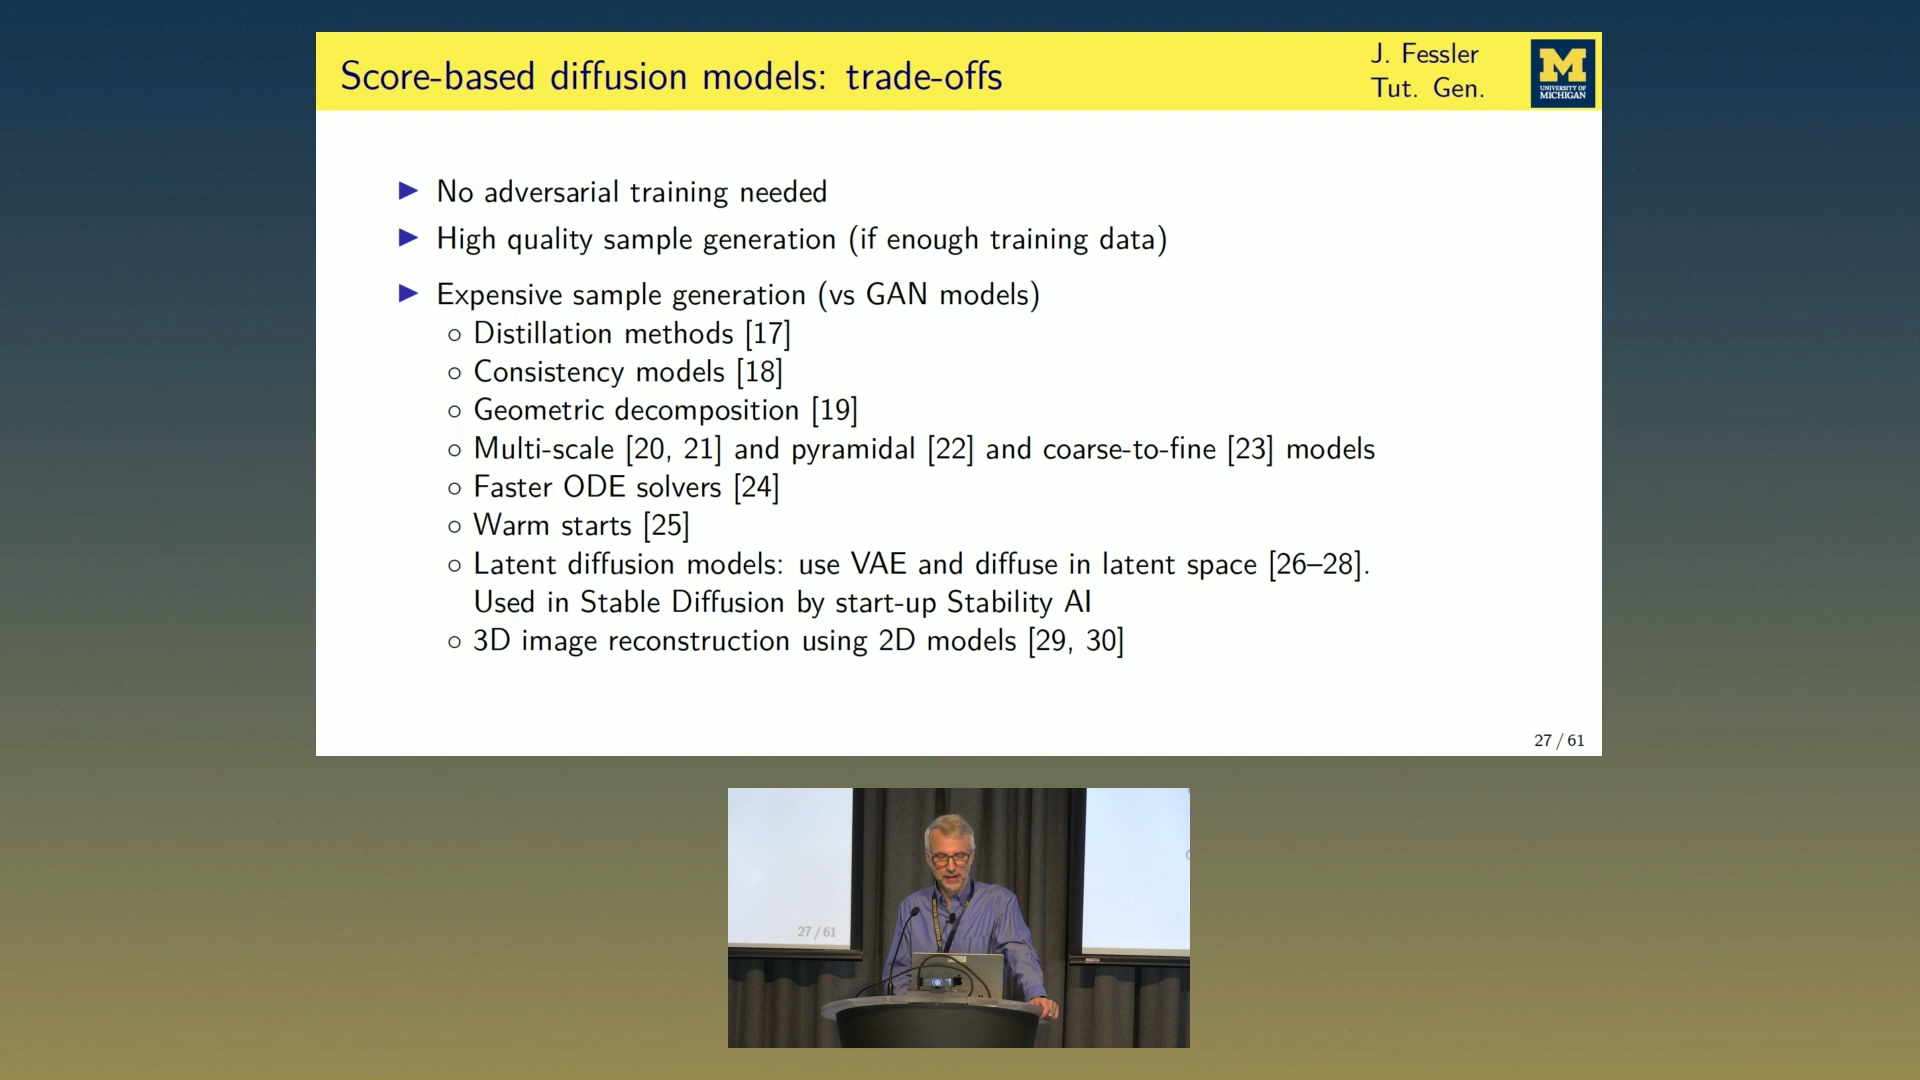 Score-based diffusion models: trade-offs
J. Fessler
Tut. Gen.
M
UNIVERSITY OF
MICHIGAN
▶ No adversarial training needed
▶ High quality sample generation (if enough training data)
▶ Expensive sample generation (vs GAN models)
○ Distillation methods [17]
○ Consistency models [18]
○ Geometric decomposition [19]
○ Multi-scale [20, 21] and pyramidal [22] and coarse-to-fine [23] models
○ Faster ODE solvers [24]
○ Warm starts [25]
○ Latent diffusion models: use VAE and diffuse in latent space [26–28].
Used in Stable Diffusion by start-up Stability AI
○ 3D image reconstruction using 2D models [29, 30]
27 / 61
27 / 61